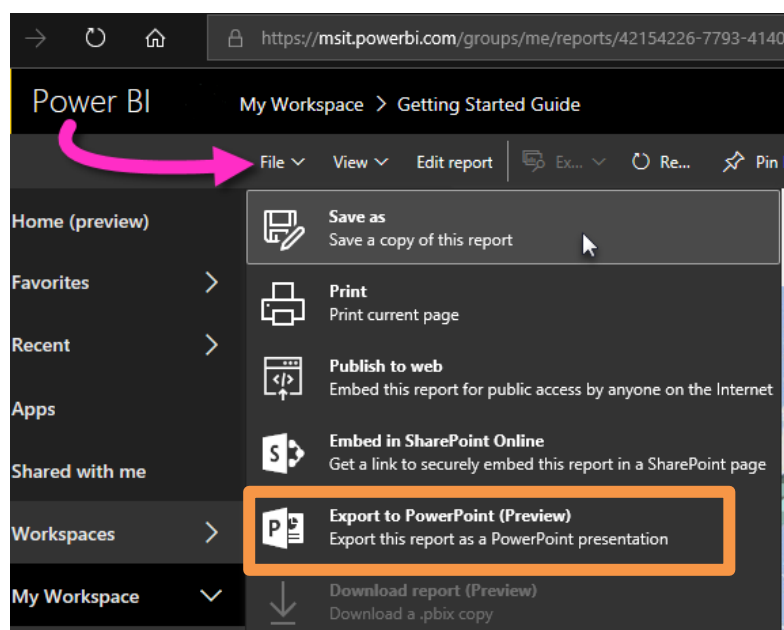 https://msit.powerbi.com/groups/me/reports/42154226-7793-4140
Power BI
My Workspace > Getting Started Guide
File View Edit report Ex... Re... Pin
Home (preview)
Favorites
Recent
Apps
Shared with me
Workspaces
My Workspace
Save as
Save a copy of this report
Print
Print current page
Publish to web
Embed this report for public access by anyone on the Internet
Embed in SharePoint Online
Get a link to securely embed this report in a SharePoint page
Export to PowerPoint (Preview)
Export this report as a PowerPoint presentation
Download report (Preview)
Download a .pbix copy